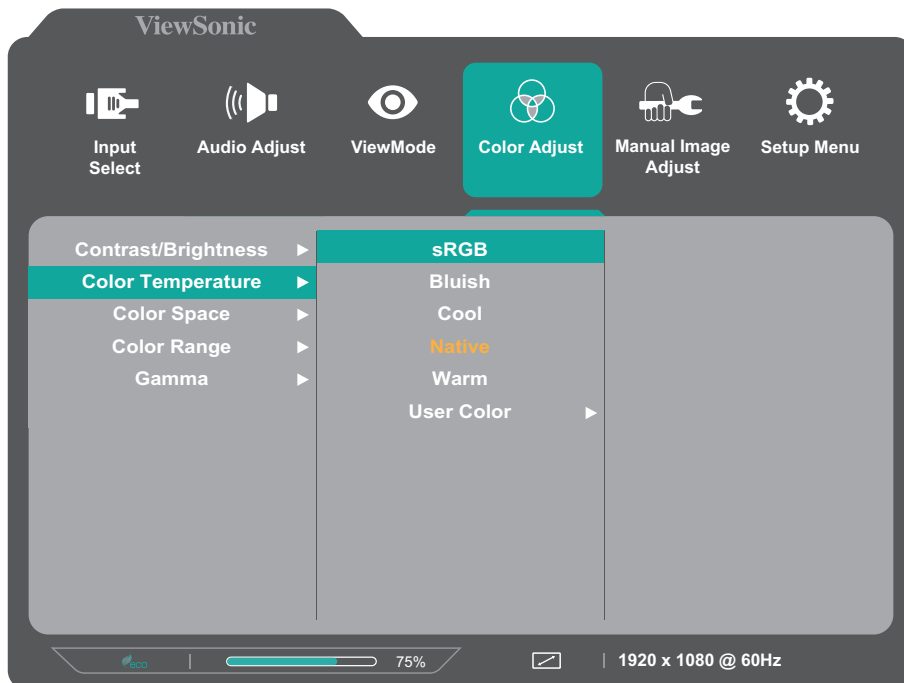 ViewSonic
Input
Select
Audio Adjust
ViewMode
Color Adjust
Manual Image
Adjust
Setup Menu
Contrast/Brightness
Color Temperature
Color Space
Color Range
Gamma
sRGB
Bluish
Cool
Native
Warm
User Color
eco
75%
1920 x 1080 @ 60Hz